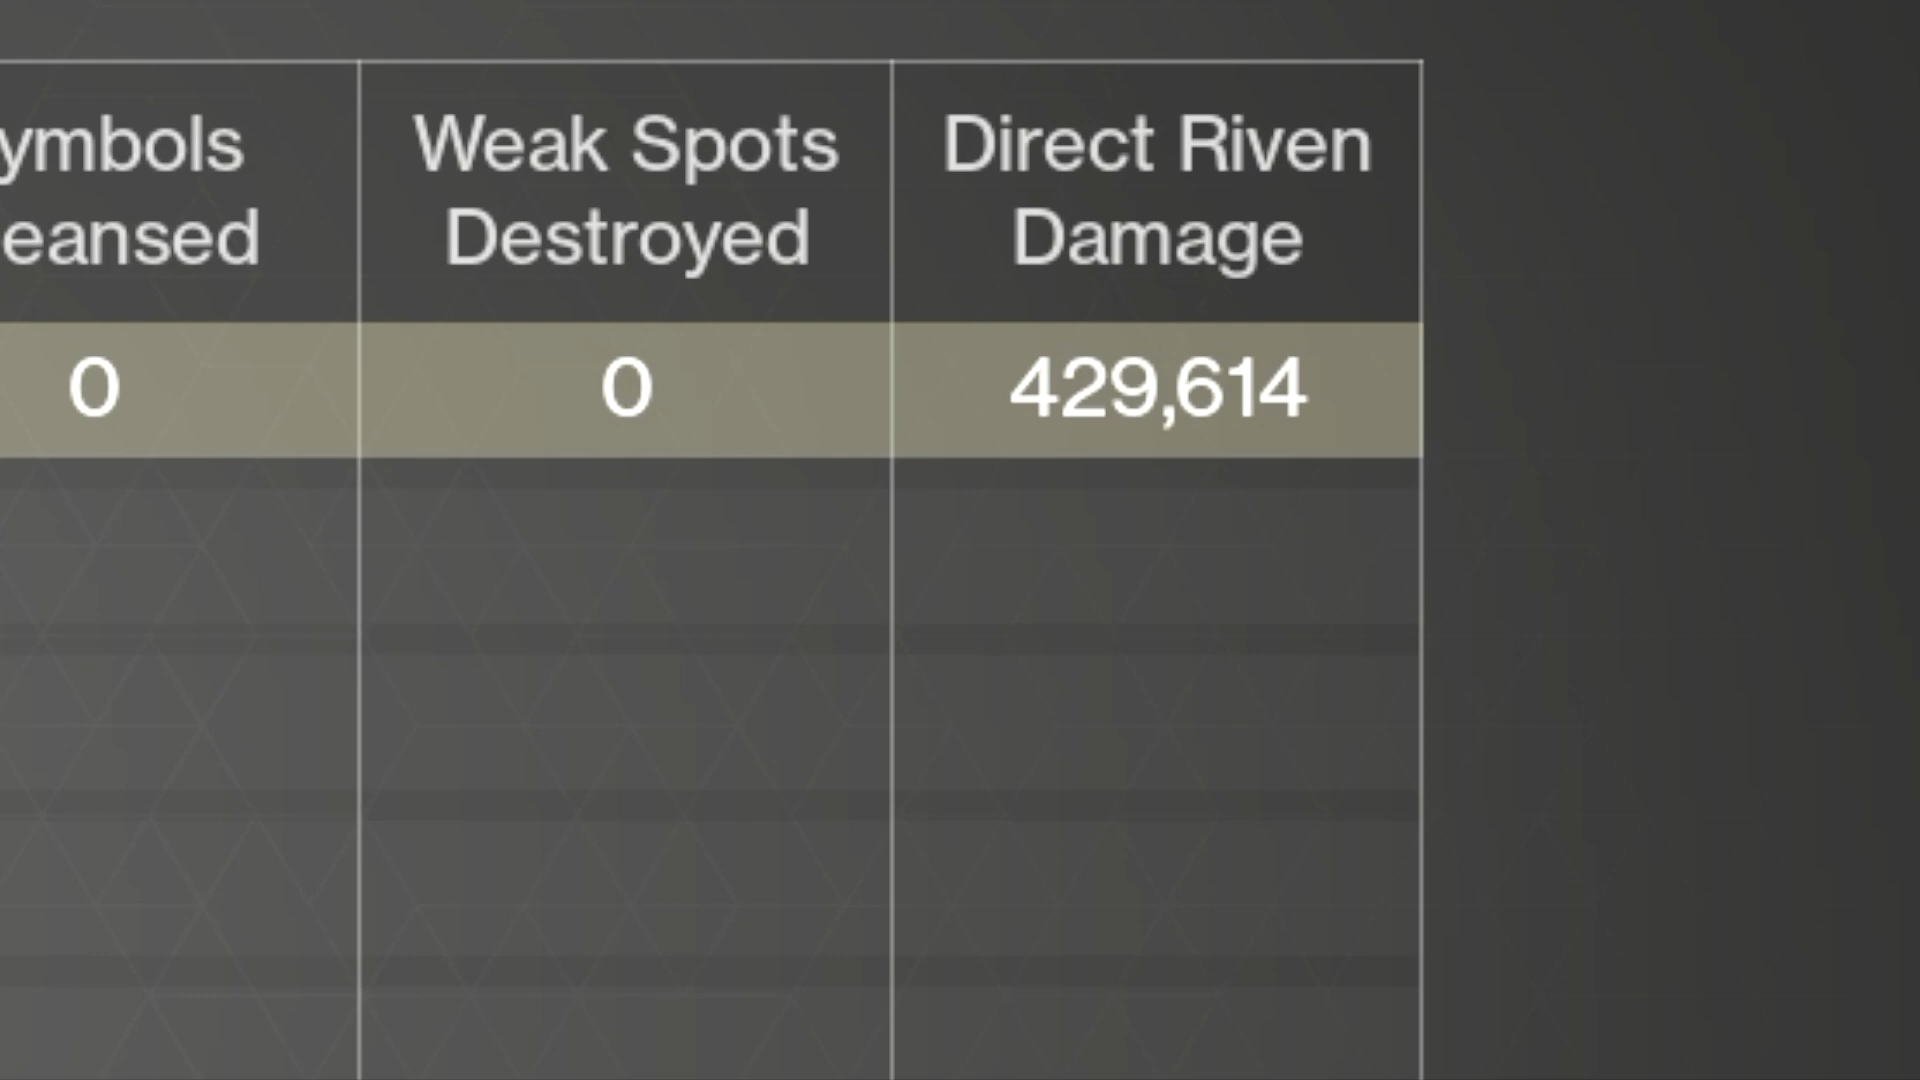 ymbols Weak Spots Direct Riven
eansed Destroyed Damage
0 0 429,614